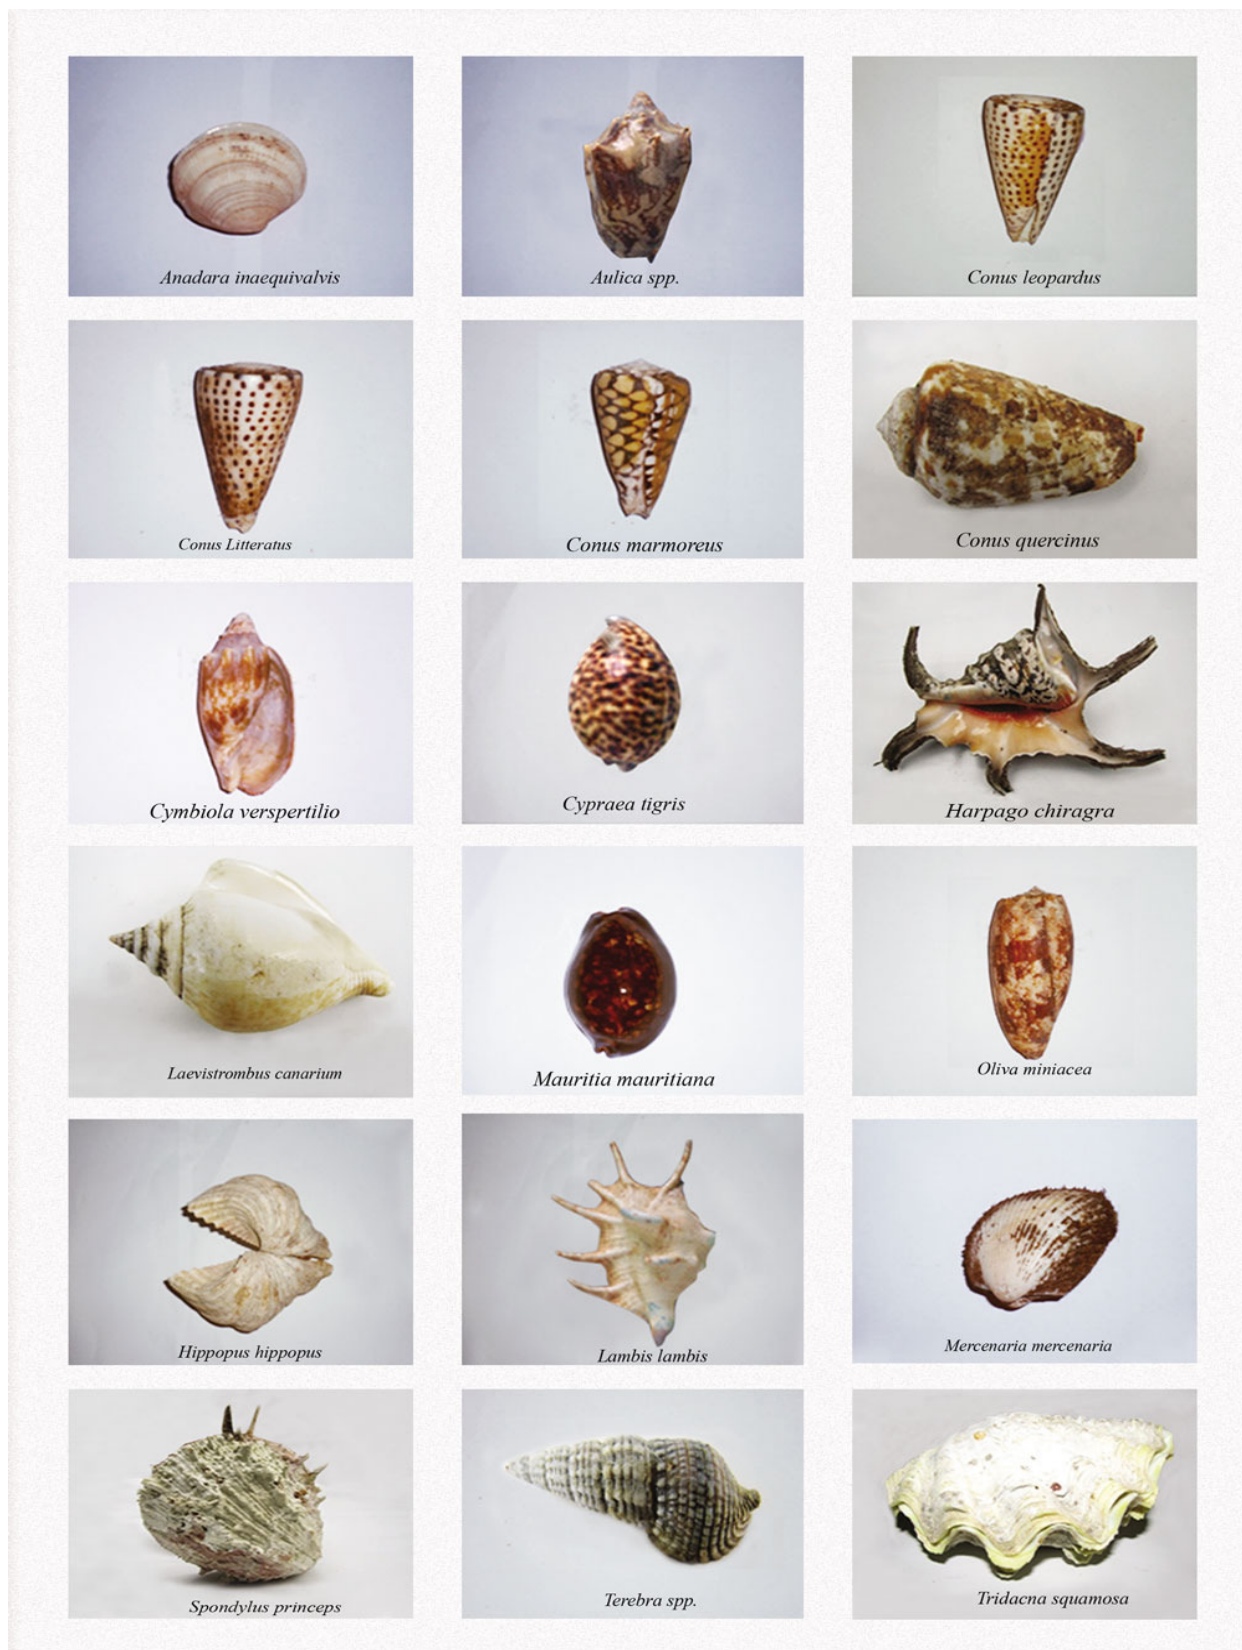 Anadara inaequivalvis
Aulica spp.
Conus leopardus
Conus Litteratus
Conus marmoreus
Conus quercinus
Cymbiola verspertilio
Cypraea tigris
Harpago chiragra
Laevistrombus canarium
Mauritia mauritiana
Oliva miniacea
Hippopus hippopus
Lambis lambis
Mercenaria mercenaria
Spondylus princeps
Terebra spp.
Tridacna squamosa